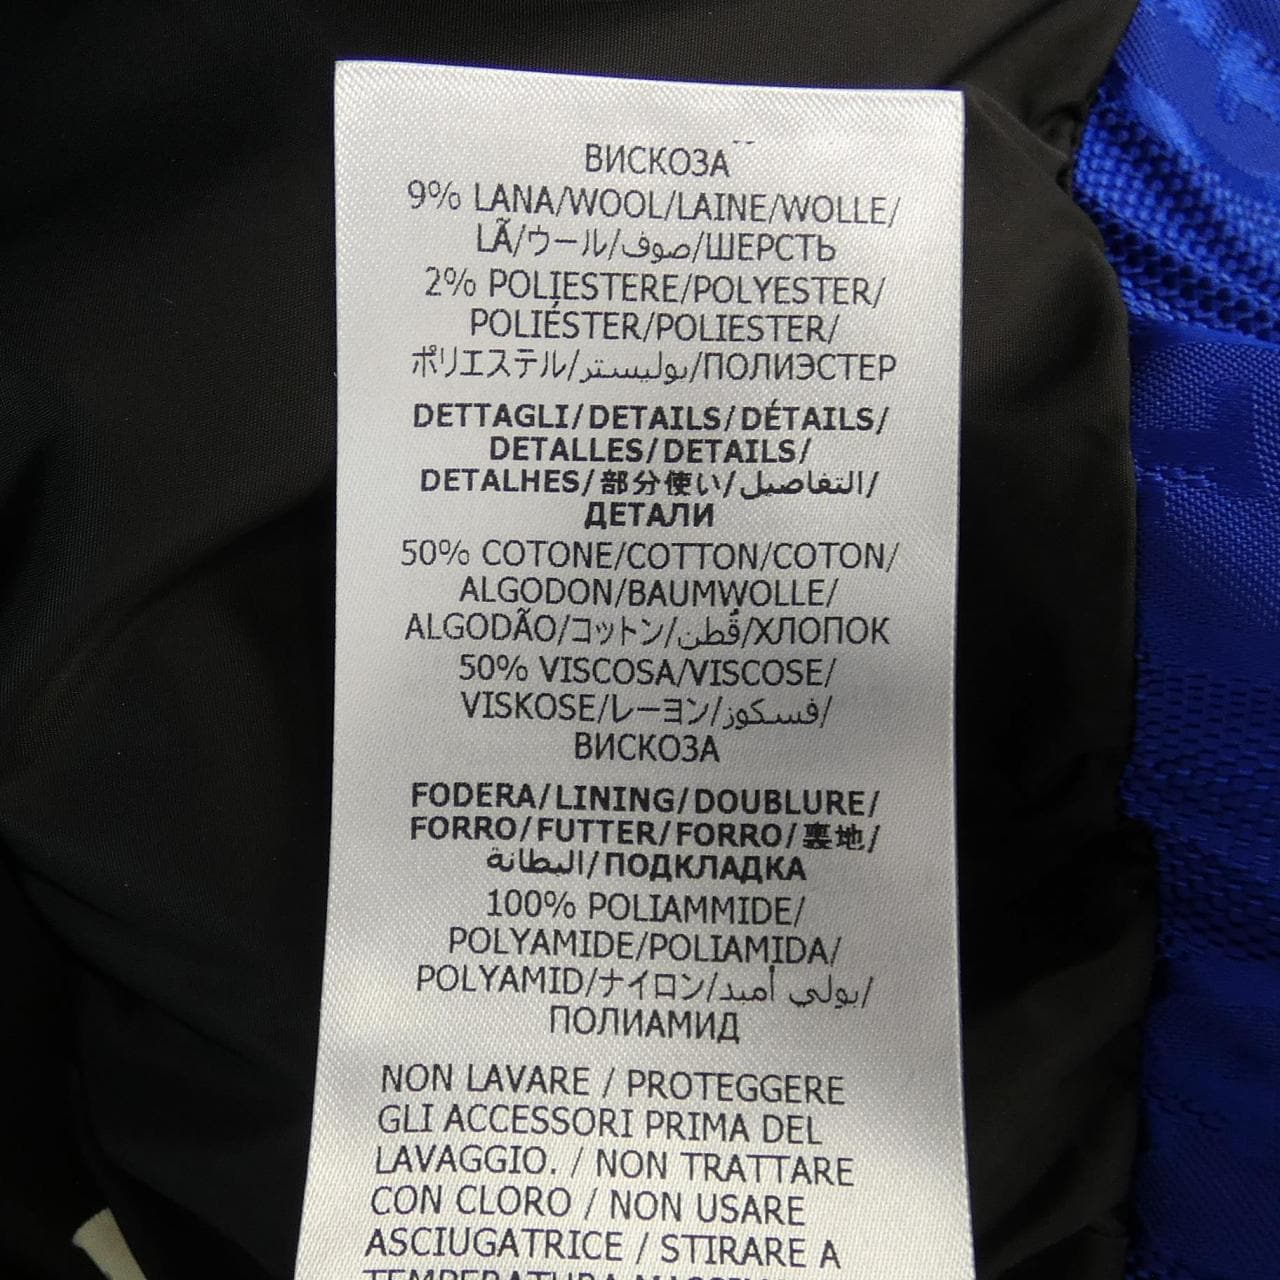 ВИСКОЗА
9% LANA/WOOL/LAINE/WOLLE/
LÃ/ウール/صوف/ШЕРСТЬ
2% POLIESTERE/POLYESTER/
POLIÉSTER/POLIESTER/
ポリエステル/بوليستر/ПОЛИЭСТЕР
DETTAGLI/DETAILS/DÉTAILS/
DETALLES/DETAILS/
DETALHES/部分使い/التفاصيل/
ДЕТАЛИ
50% COTONE/COTTON/COTON/
ALGODON/BAUMWOLLE/
ALGODÃO/コットン/قُطن/ХЛОПОК
50% VISCOSA/VISCOSE/
VISKOSE/レーヨン/فسكوز/
ВИСКОЗА
FODERA/LINING/DOUBLURE/
FORRO/FUTTER/FORRO/裏地/
البطانة/ПОДКЛАДКА
100% POLIAMMIDE/
POLYAMIDE/POLIAMIDA/
POLYAMID/ナイロン/بولي أميد/
ПОЛИАМИД
NON LAVARE / PROTEGGERE
GLI ACCESSORI PRIMA DEL
LAVAGGIO. / NON TRATTARE
CON CLORO / NON USARE
ASCIUGATRICE / STIRARE A
TEMPERATURA